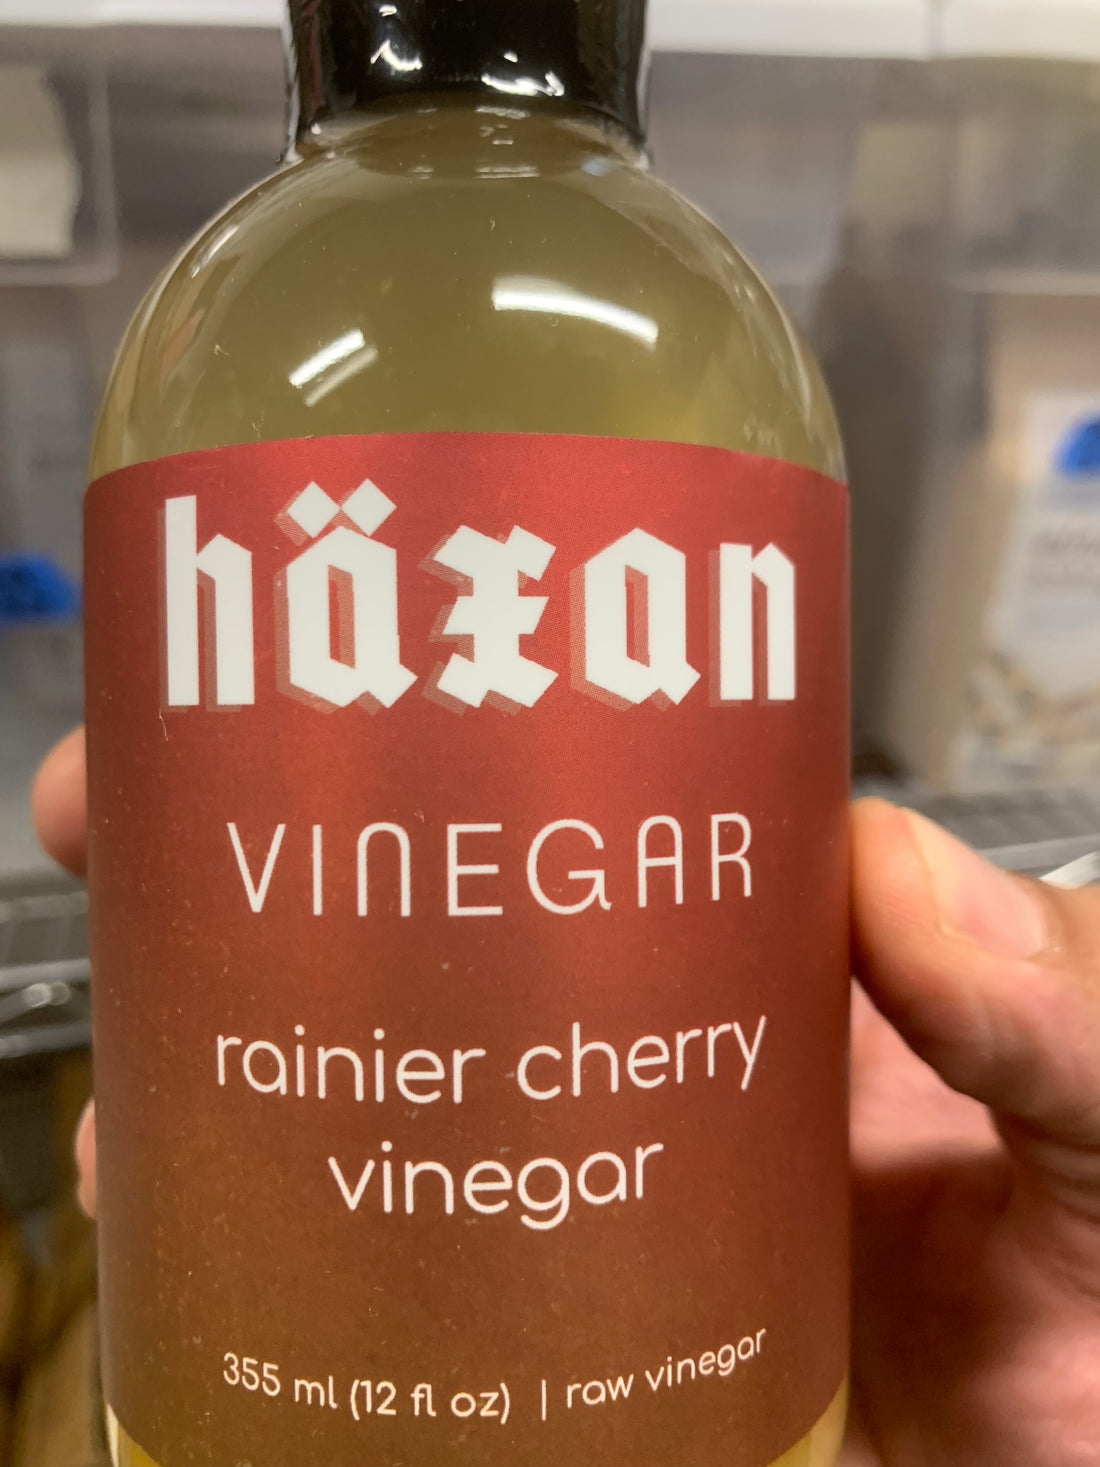 häxan
VINEGAR
rainier cherry
vinegar
355 ml (12 fl oz) | raw vinegar